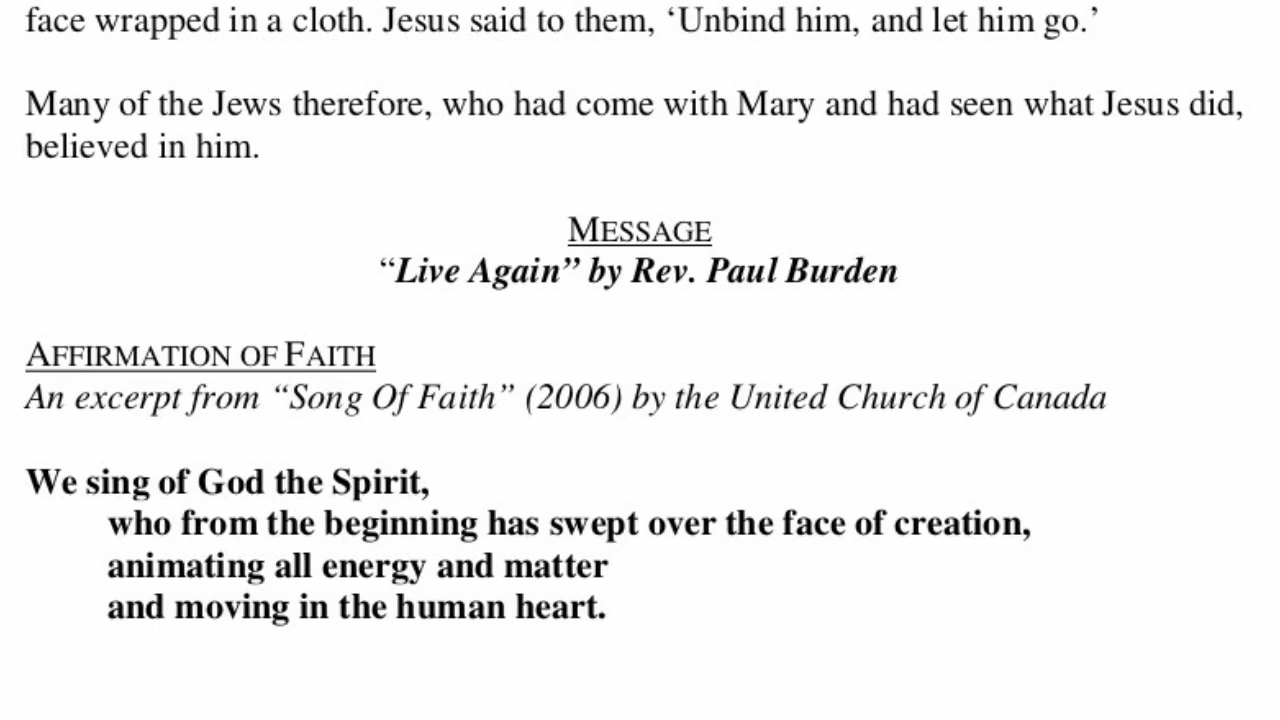 face wrapped in a cloth. Jesus said to them, ‘Unbind him, and let him go.’
Many of the Jews therefore, who had come with Mary and had seen what Jesus did,
believed in him.
MESSAGE
“Live Again” by Rev. Paul Burden
AFFIRMATION OF FAITH
An excerpt from “Song Of Faith” (2006) by the United Church of Canada
We sing of God the Spirit,
who from the beginning has swept over the face of creation,
animating all energy and matter
and moving in the human heart.